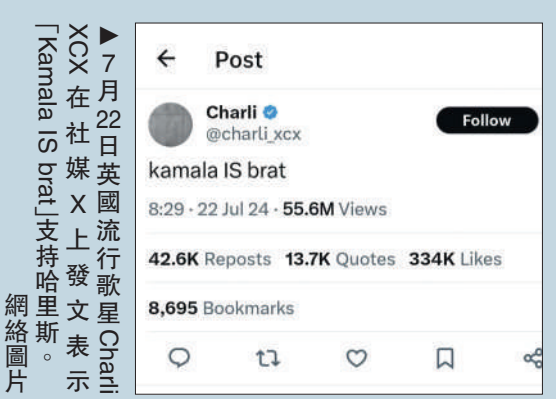 ▶7月22日英國流行歌星Charli
XCX在社媒X上發文表示
「Kamala IS brat」支持哈里斯。
網絡圖片
Post
Charli
@charli_xcx
Follow
kamala IS brat
8:29 · 22 Jul 24 · 55.6M Views
42.6K Reposts 13.7K Quotes 334K Likes
8,695 Bookmarks